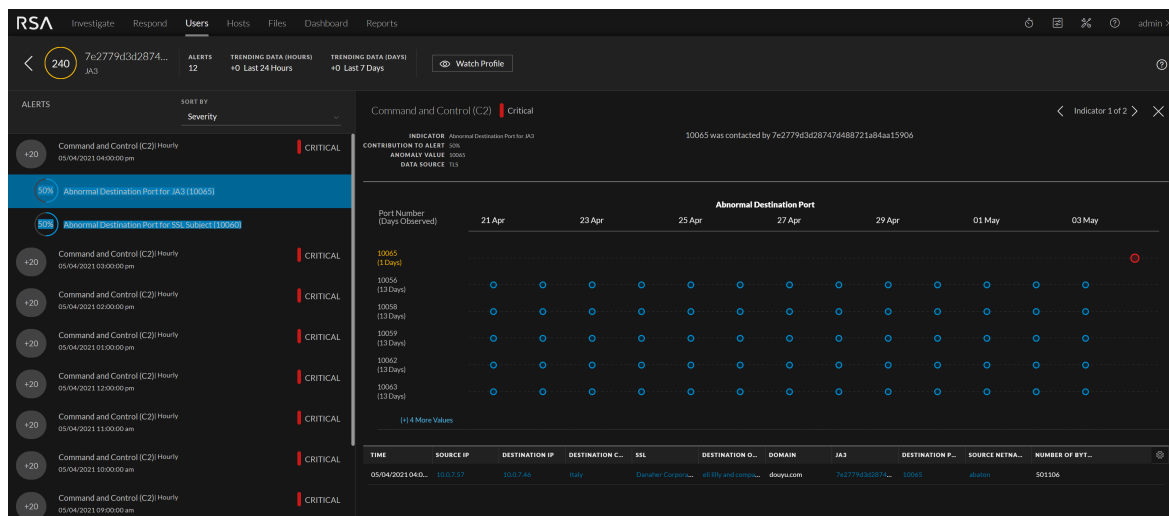 RSA Investigate Respond Users Hosts Files Dashboard Reports admin
240 7e2779d3d2874... JA3
ALERTS 12
TRENDING DATA (HOURS) +0 Last 24 Hours
TRENDING DATA (DAYS) +0 Last 7 Days
Watch Profile
ALERTS
SORT BY
Severity
+20 Command and Control (C2)| Hourly CRITICAL
05/04/2021 04:00:00 pm
50% Abnormal Destination Port for JA3 (10065)
50% Abnormal Destination Port for SSL Subject (10060)
+20 Command and Control (C2)| Hourly CRITICAL
05/04/2021 03:00:00 pm
+20 Command and Control (C2)| Hourly CRITICAL
05/04/2021 02:00:00 pm
+20 Command and Control (C2)| Hourly CRITICAL
05/04/2021 01:00:00 pm
+20 Command and Control (C2)| Hourly CRITICAL
05/04/2021 12:00:00 pm
+20 Command and Control (C2)| Hourly CRITICAL
05/04/2021 11:00:00 am
+20 Command and Control (C2)| Hourly CRITICAL
05/04/2021 10:00:00 am
+20 Command and Control (C2)| Hourly CRITICAL
05/04/2021 09:00:00 am
Command and Control (C2) Critical Indicator 1 of 2
INDICATOR Abnormal Destination Port for JA3
CONTRIBUTION TO ALERT 50%
ANOMALY VALUE 10065
DATA SOURCE TLS
10065 was contacted by 7e2779d3d28747d488721a84aa15906
Abnormal Destination Port
Port Number
(Days Observed)
21 Apr 23 Apr 25 Apr 27 Apr 29 Apr 01 May 03 May
10065
(1 Days)
10056
(13 Days)
10058
(13 Days)
10059
(13 Days)
10062
(13 Days)
10063
(13 Days)
(+) 4 More Values
TIME SOURCE IP DESTINATION IP DESTINATION C... SSL DESTINATION O... DOMAIN JA3 DESTINATION P... SOURCE NETNA... NUMBER OF BYT...
05/04/2021 04:0... 10.0.7.57 10.0.7.46 Italy Danaher Corpora... eli lilly and compa... douyu.com 7e2779d3d2874... 10065 abaton 501106